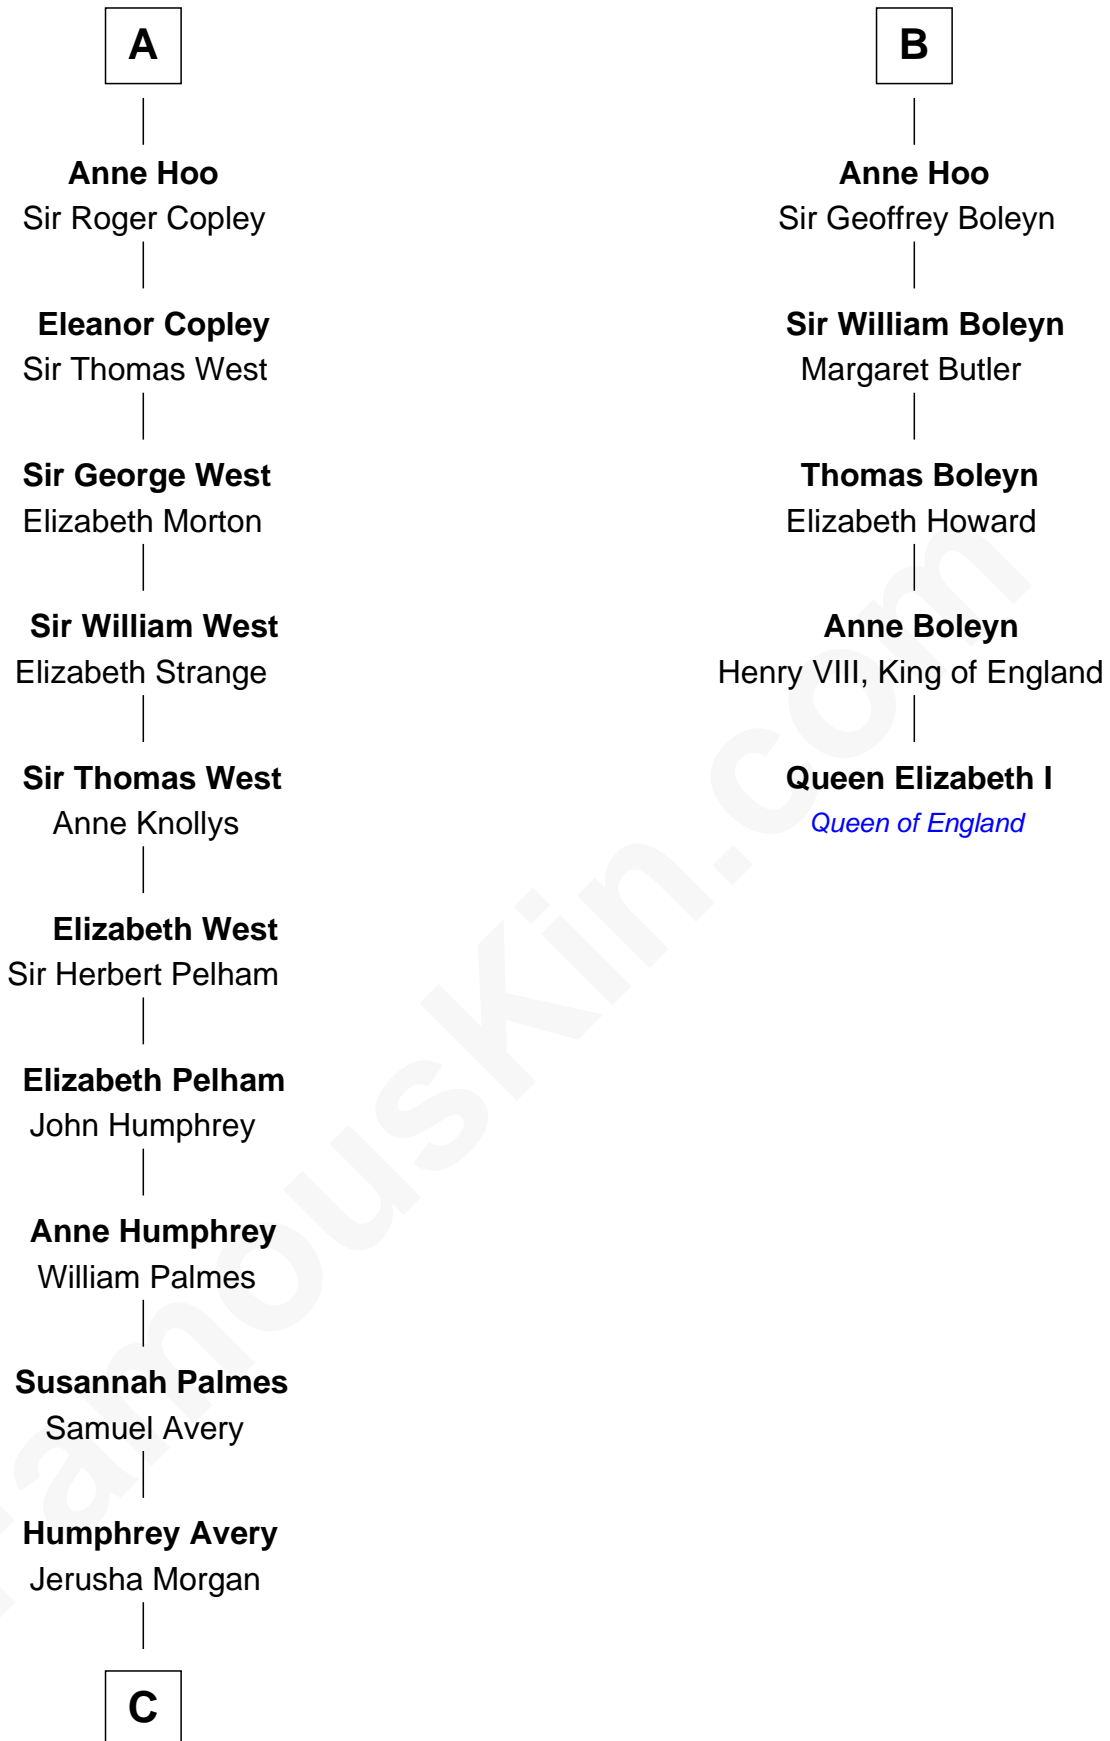 A
Anne Hoo
Sir Roger Copley
Eleanor Copley
Sir Thomas West
Sir George West
Elizabeth Morton
Sir William West
Elizabeth Strange
Sir Thomas West
Anne Knollys
Elizabeth West
Sir Herbert Pelham
Elizabeth Pelham
John Humphrey
Anne Humphrey
William Palmes
Susannah Palmes
Samuel Avery
Humphrey Avery
Jerusha Morgan
C
B
Anne Hoo
Sir Geoffrey Boleyn
Sir William Boleyn
Margaret Butler
Thomas Boleyn
Elizabeth Howard
Anne Boleyn
Henry VIII, King of England
Queen Elizabeth I
Queen of England
FamousKin.com